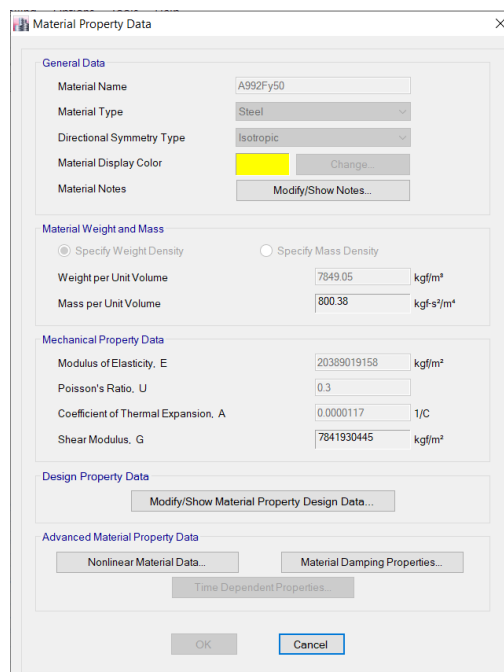 Material Property Data
General Data
Material Name A992Fy50
Material Type Steel
Directional Symmetry Type Isotropic
Material Display Color Change...
Material Notes Modify/Show Notes...
Material Weight and Mass
Specify Weight Density Specify Mass Density
Weight per Unit Volume 7849.05 kgf/m³
Mass per Unit Volume 800.38 kgf-s²/m⁴
Mechanical Property Data
Modulus of Elasticity, E 20389019158 kgf/m²
Poisson's Ratio, U 0.3
Coefficient of Thermal Expansion, A 0.0000117 1/C
Shear Modulus, G 7841930445 kgf/m²
Design Property Data
Modify/Show Material Property Design Data...
Advanced Material Property Data
Nonlinear Material Data... Material Damping Properties...
Time Dependent Properties...
OK Cancel